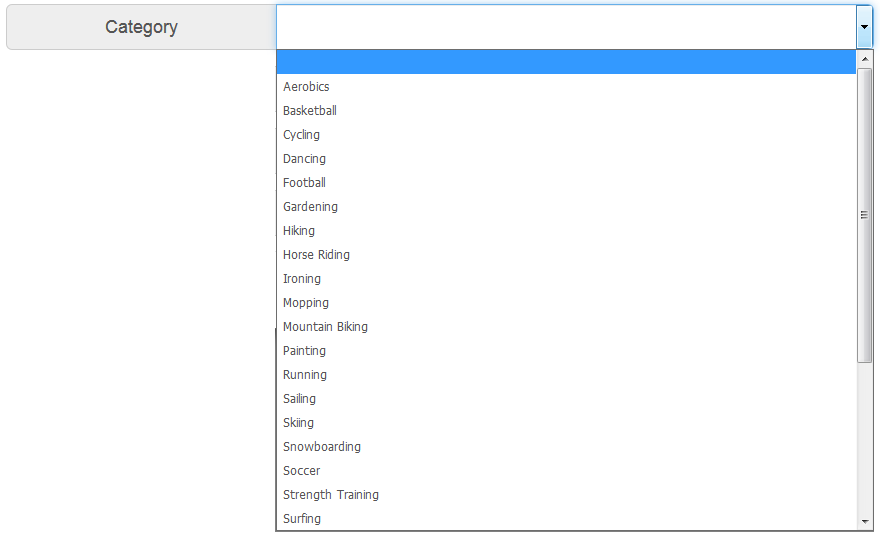 Category
Aerobics
Basketball
Cycling
Dancing
Football
Gardening
Hiking
Horse Riding
Ironing
Mopping
Mountain Biking
Painting
Running
Sailing
Skiing
Snowboarding
Soccer
Strength Training
Surfing